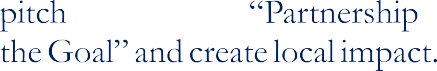 pitch “Partnership
the Goal” and create local impact.